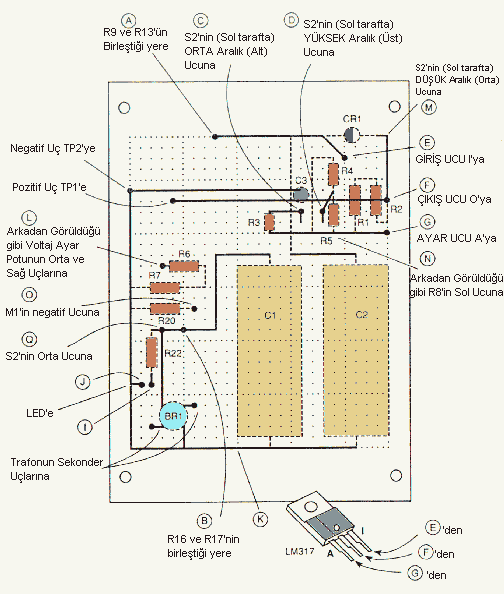 A
R9 ve R13'ün
Birleştiği yere
C
S2'nin (Sol tarafta)
ORTA Aralık (Alt)
Ucuna
D
S2'nin (Sol tarafta)
YÜKSEK Aralık (Üst)
Ucuna
S2'nin (Sol tarafta)
DÜŞÜK Aralık (Orta)
Ucuna
M
CR1
E
GİRİŞ UCU I'ya
Negatif Uç TP2'ye
R4
C3
Pozitif Uç TP1'e
F
ÇIKIŞ UCU O'ya
R2
R3
R1
G
AYAR UCU A'ya
R5
L
Arkadan Görüldüğü
gibi Voltaj Ayar
Potunun Orta ve
Sağ Uçlarına
R6
N
Arkadan Görüldüğü
gibi R8'in Sol Ucuna
R7
O
M1'in negatif Ucuna
R20
C1
C2
Q
S2'nin Orta Ucuna
R22
J
LED'e
I
BR1
Trafonun Sekonder
Uçlarına
B
R16 ve R17'nin
birleştiği yere
K
LM317
A
O
I
E 'den
F 'den
G 'den